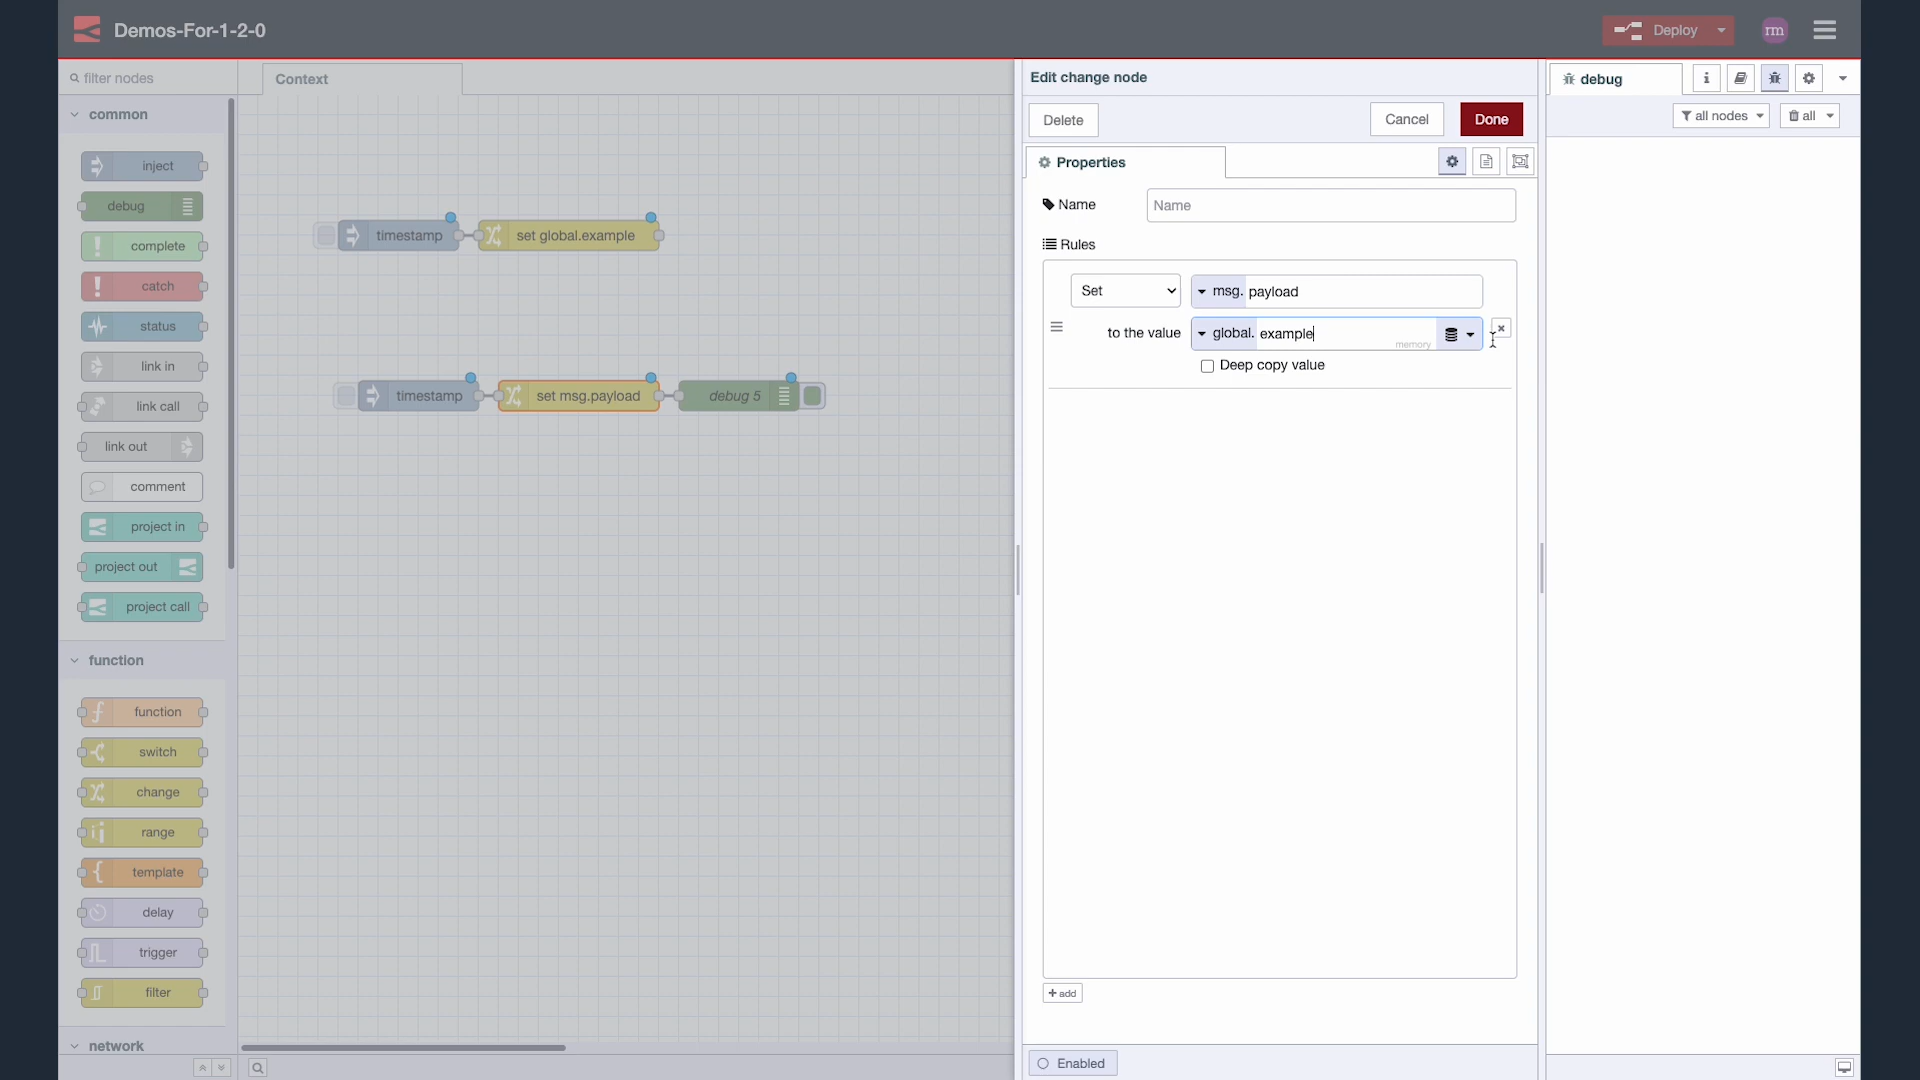 Demos-For-1-2-0
Deploy
rm
filter nodes
common
inject
debug
complete
catch
status
link in
link call
link out
comment
project in
project out
project call
function
function
switch
change
range
template
delay
trigger
filter
network
Context
timestamp
set global.example
timestamp
set msg.payload
debug 5
Edit change node
Delete
Cancel
Done
Properties
Name
Name
Rules
Set
msg. payload
to the value
global. example
memory
Deep copy value
add
Enabled
debug
all nodes
all